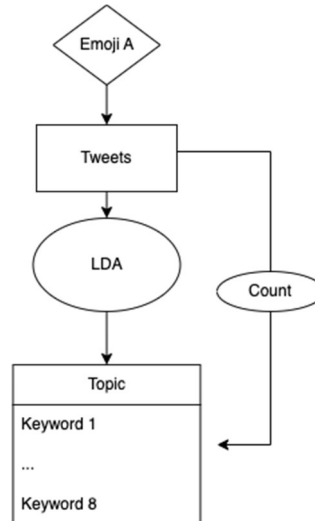 Emoji A
Tweets
LDA
Count
Topic
Keyword 1
...
Keyword 8